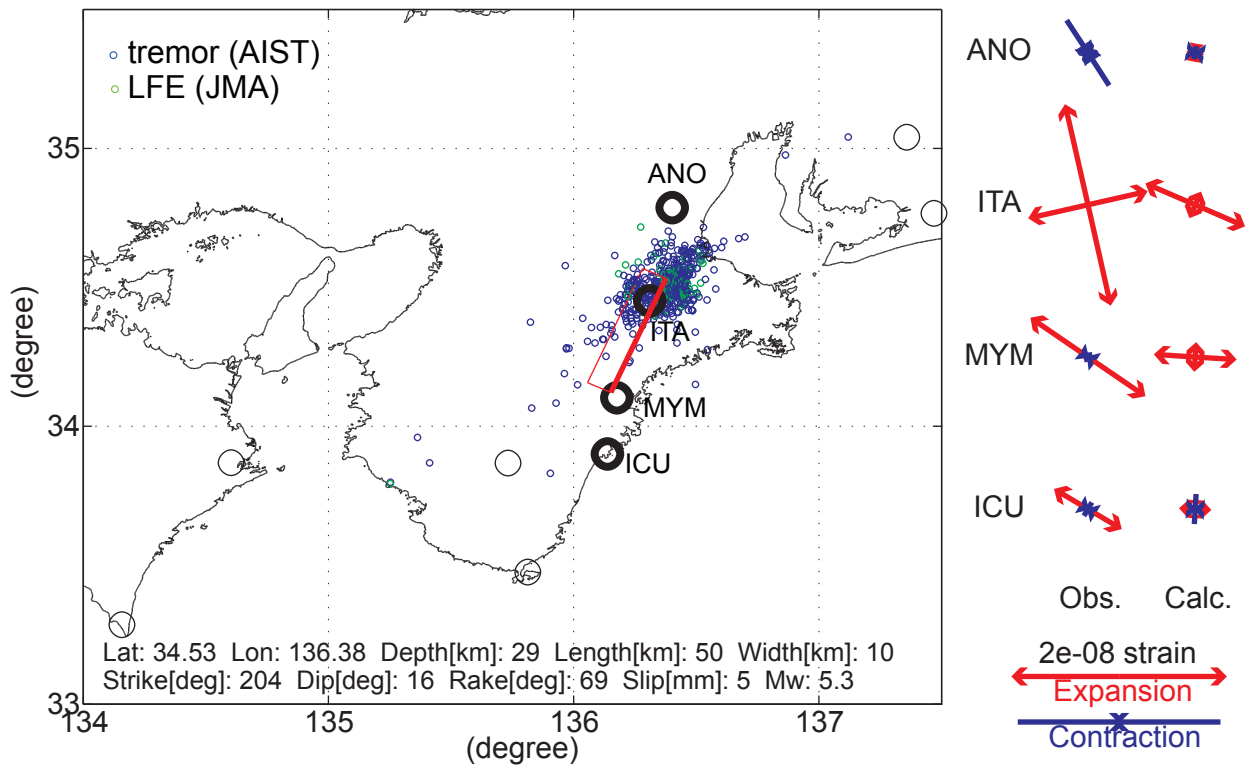 tremor (AIST)
LFE (JMA)
ANO
ITA
MYM
ICU
35
34
33
(degree)
134
135
136
137
(degree)
Lat: 34.53 Lon: 136.38 Depth[km]: 29 Length[km]: 50 Width[km]: 10
Strike[deg]: 204 Dip[deg]: 16 Rake[deg]: 69 Slip[mm]: 5 Mw: 5.3
ANO
ITA
MYM
ICU
Obs. Calc.
2e-08 strain
Expansion
Contraction